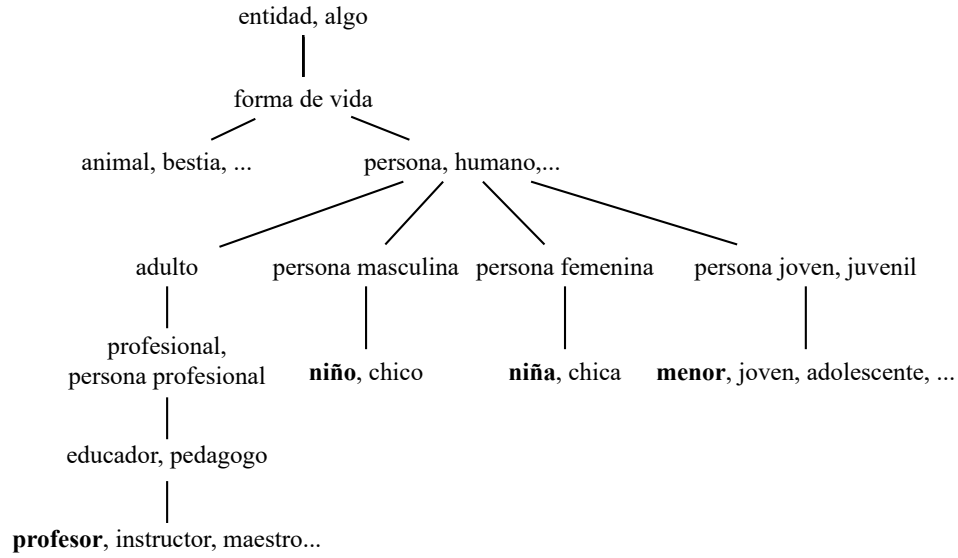 entidad, algo
forma de vida
animal, bestia, ...
persona, humano,...
adulto
persona masculina
persona femenina
persona joven, juvenil
profesional,
persona profesional
niño, chico
niña, chica
menor, joven, adolescente, ...
educador, pedagogo
profesor, instructor, maestro...